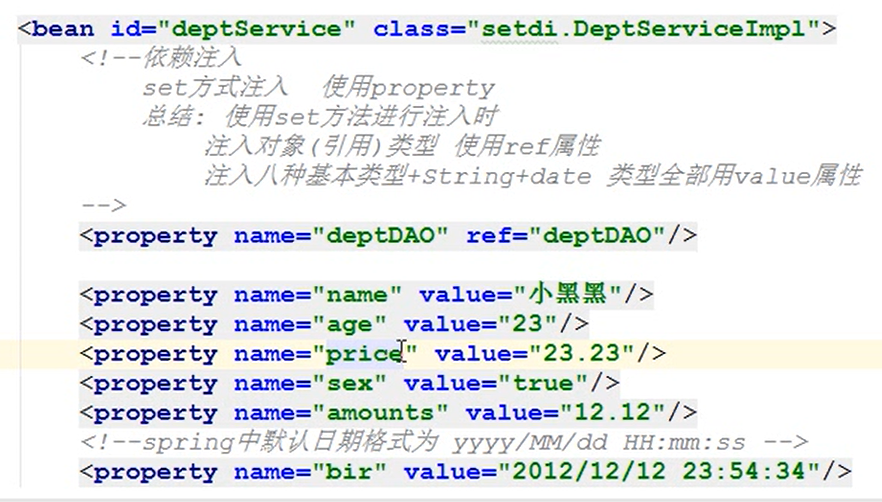 <bean id="deptService" class="setdi.DeptServiceImpl">
<!--依赖注入
set方式注入 使用property
总结: 使用set方法进行注入时
注入对象(引用)类型 使用ref属性
注入八种基本类型+String+date 类型全部用value属性
-->
<property name="deptDAO" ref="deptDAO"/>
<property name="name" value="小黑黑"/>
<property name="age" value="23"/>
<property name="price" value="23.23"/>
<property name="sex" value="true"/>
<property name="amounts" value="12.12"/>
<!--spring中默认日期格式为 yyyy/MM/dd HH:mm:ss -->
<property name="bir" value="2012/12/12 23:54:34"/>